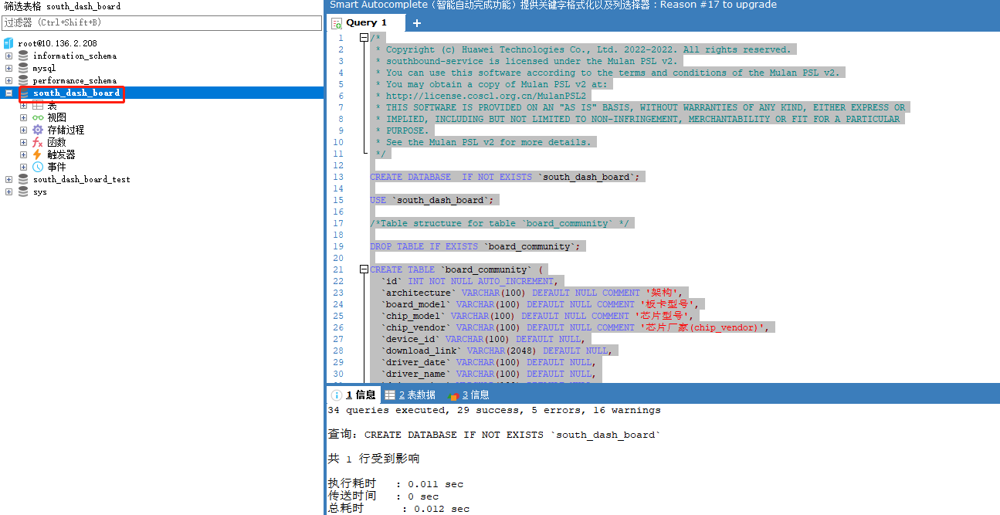 筛选表格 south_dash_board
过滤器 (Ctrl+Shift+B)
root@10.136.2.208
information_schema
mysql
performance_schema
south_dash_board
表
视图
存储过程
函数
触发器
事件
south_dash_board_test
sys
Smart Autocomplete（智能自动完成功能）提供关键字格式化以及列选择器：Reason #17 to upgrade
Query 1
1 /*
2 * Copyright (c) Huawei Technologies Co., Ltd. 2022-2022. All rights reserved.
3 * southbound-service is licensed under the Mulan PSL v2.
4 * You can use this software according to the terms and conditions of the Mulan PSL v2.
5 * You may obtain a copy of Mulan PSL v2 at:
6 * http://license.coscl.org.cn/MulanPSL2
7 * THIS SOFTWARE IS PROVIDED ON AN "AS IS" BASIS, WITHOUT WARRANTIES OF ANY KIND, EITHER EXPRESS OR
8 * IMPLIED, INCLUDING BUT NOT LIMITED TO NON-INFRINGEMENT, MERCHANTABILITY OR FIT FOR A PARTICULAR
9 * PURPOSE.
10 * See the Mulan PSL v2 for more details.
11 */
12
13 CREATE DATABASE  IF NOT EXISTS `south_dash_board`;
14
15 USE `south_dash_board`;
16
17 /*Table structure for table `board_community` */
18
19 DROP TABLE IF EXISTS `board_community`;
20
21 CREATE TABLE `board_community` (
22 `id` INT NOT NULL AUTO_INCREMENT,
23 `architecture` VARCHAR(100) DEFAULT NULL COMMENT '架构',
24 `board_model` VARCHAR(100) DEFAULT NULL COMMENT '板卡型号',
25 `chip_model` VARCHAR(100) DEFAULT NULL COMMENT '芯片型号',
26 `chip_vendor` VARCHAR(100) DEFAULT NULL COMMENT '芯片厂家(chip_vendor)',
27 `device_id` VARCHAR(100) DEFAULT NULL,
28 `download_link` VARCHAR(2048) DEFAULT NULL,
29 `driver_date` VARCHAR(100) DEFAULT NULL,
30 `driver_name` VARCHAR(100) DEFAULT NULL,
1 信息
2 表数据
3 信息
34 queries executed, 29 success, 5 errors, 16 warnings
查询：CREATE DATABASE IF NOT EXISTS `south_dash_board`
共 1 行受到影响
执行耗时 : 0.011 sec
传送时间 : 0 sec
总耗时 : 0.012 sec